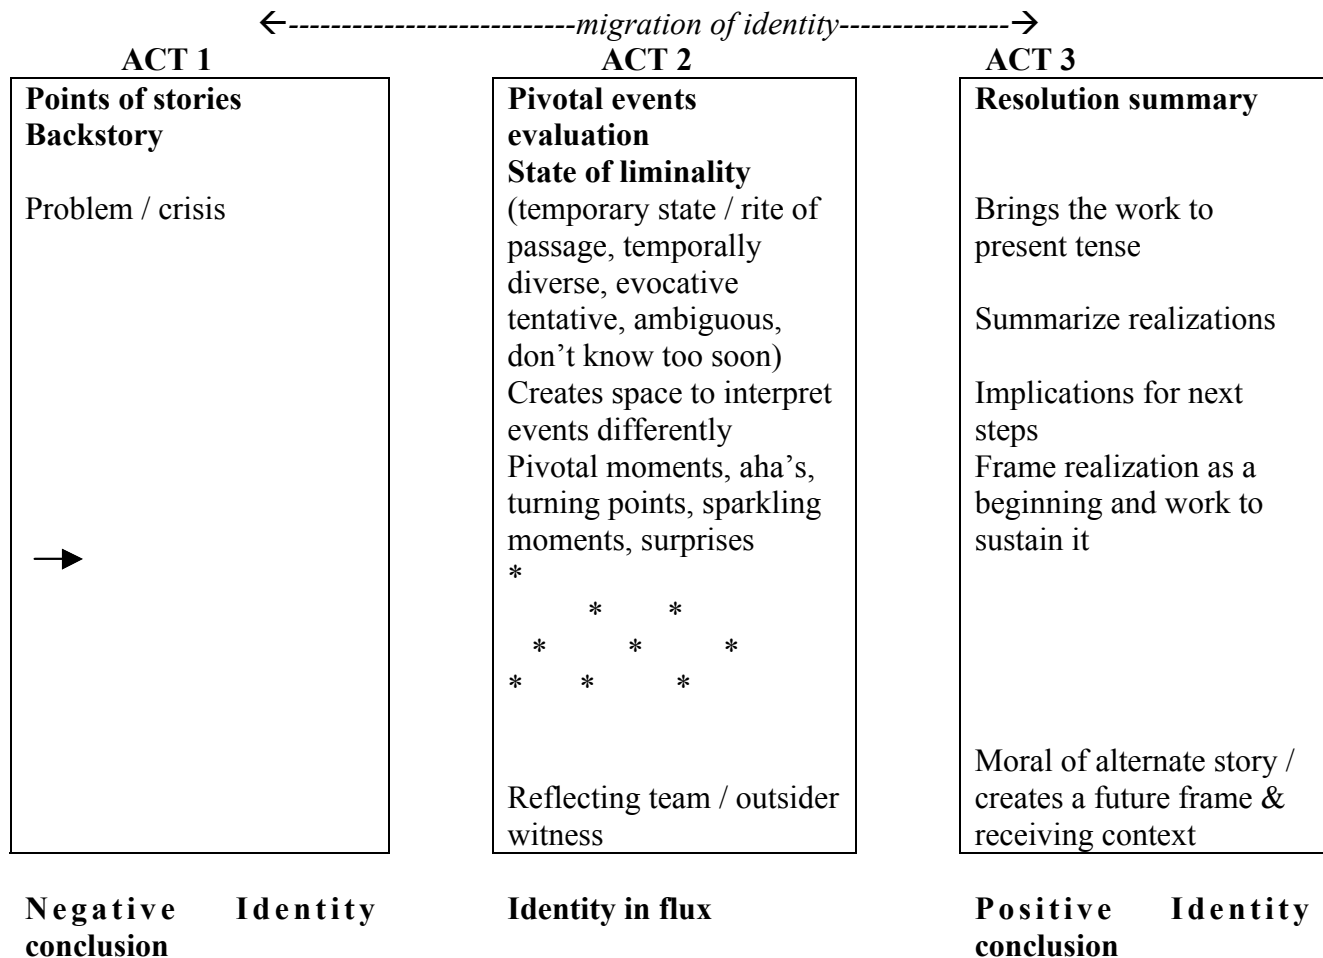 ←--------------------------migration of identity----------------→
ACT 1
Points of stories
Backstory
Problem / crisis
→
Negative Identity
conclusion
ACT 2
Pivotal events
evaluation
State of liminality
(temporary state / rite of
passage, temporally
diverse, evocative
tentative, ambiguous,
don’t know too soon)
Creates space to interpret
events differently
Pivotal moments, aha’s,
turning points, sparkling
moments, surprises
*
* *
* * *
* * *
Reflecting team / outsider
witness
Identity in flux
ACT 3
Resolution summary
Brings the work to
present tense
Summarize realizations
Implications for next
steps
Frame realization as a
beginning and work to
sustain it
Moral of alternate story /
creates a future frame &
receiving context
Positive Identity
conclusion